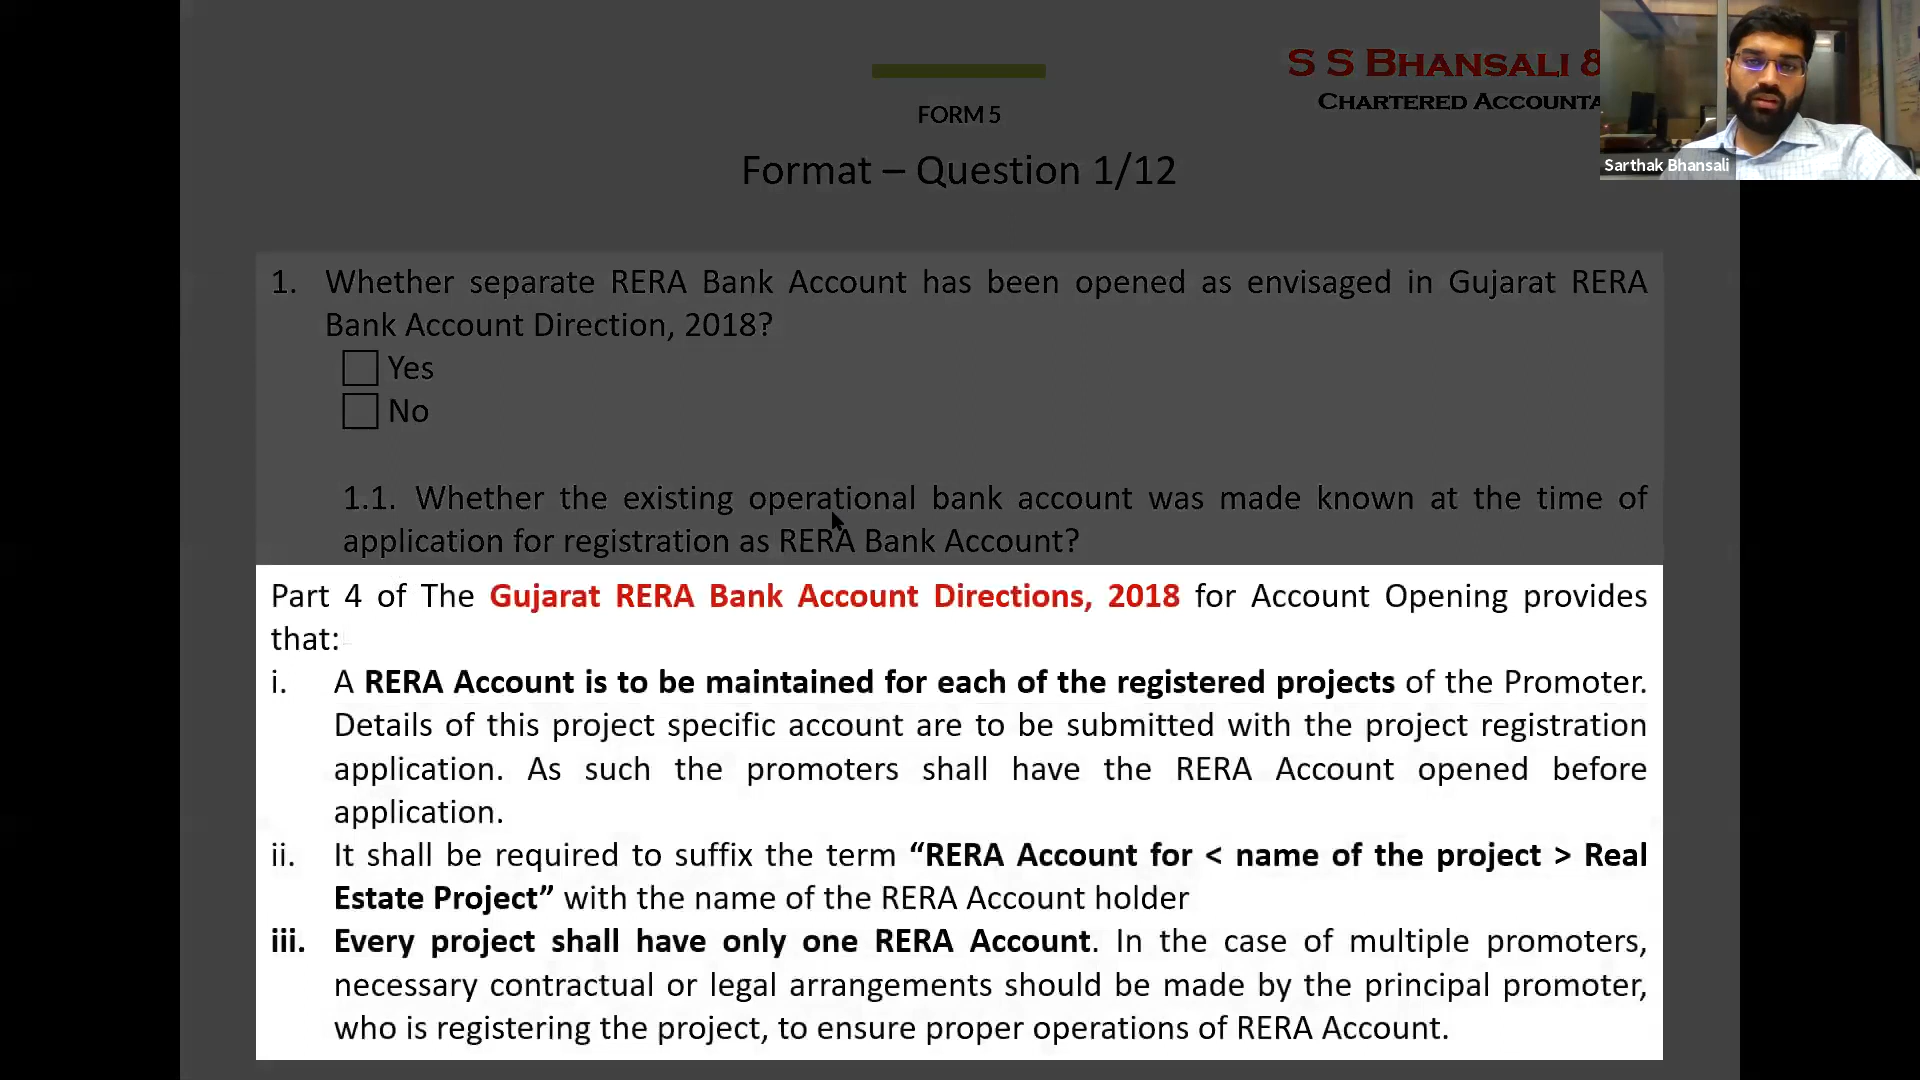 S S BHANSALI &
CHARTERED ACCOUNTA
FORM 5
Format – Question 1/12
Sarthak Bhansali
1. Whether separate RERA Bank Account has been opened as envisaged in Gujarat RERA
Bank Account Direction, 2018?
Yes
No
1.1. Whether the existing operational bank account was made known at the time of
application for registration as RERA Bank Account?
Part 4 of The Gujarat RERA Bank Account Directions, 2018 for Account Opening provides
that:
i. A RERA Account is to be maintained for each of the registered projects of the Promoter.
Details of this project specific account are to be submitted with the project registration
application. As such the promoters shall have the RERA Account opened before
application.
ii. It shall be required to suffix the term “RERA Account for < name of the project > Real
Estate Project” with the name of the RERA Account holder
iii. Every project shall have only one RERA Account. In the case of multiple promoters,
necessary contractual or legal arrangements should be made by the principal promoter,
who is registering the project, to ensure proper operations of RERA Account.